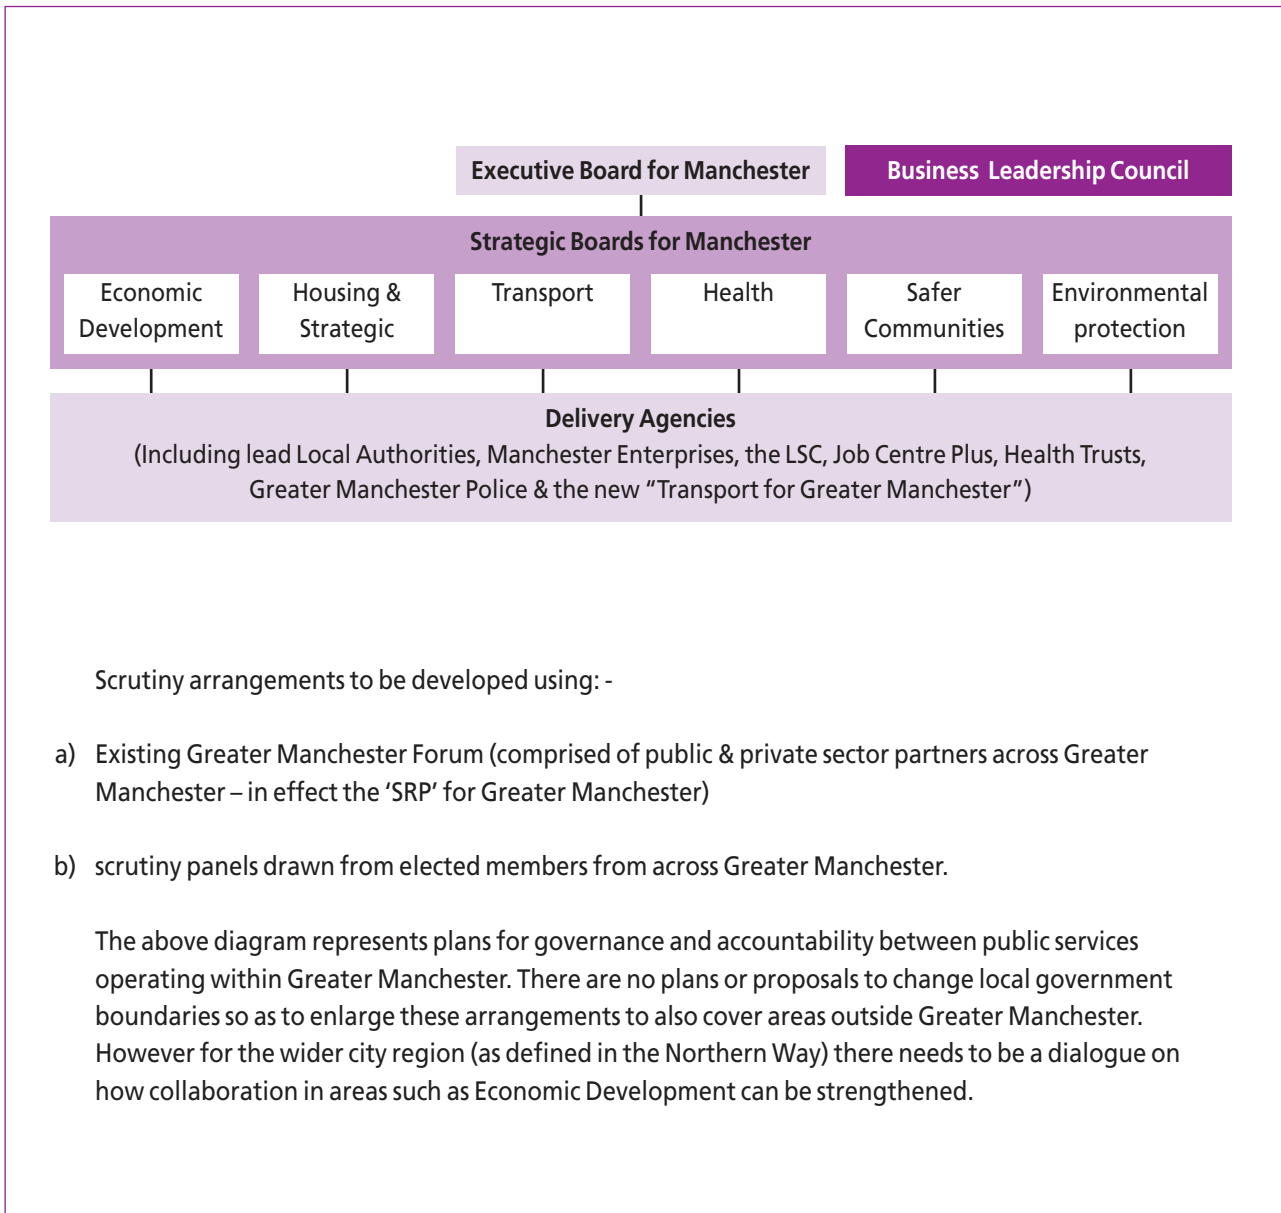 Executive Board for Manchester
Business Leadership Council
Strategic Boards for Manchester
Economic
Development
Housing &
Strategic
Transport
Health
Safer
Communities
Environmental
protection
Delivery Agencies
(Including lead Local Authorities, Manchester Enterprises, the LSC, Job Centre Plus, Health Trusts,
Greater Manchester Police & the new “Transport for Greater Manchester”)
Scrutiny arrangements to be developed using: -
a) Existing Greater Manchester Forum (comprised of public & private sector partners across Greater
Manchester – in effect the ‘SRP’ for Greater Manchester)
b) scrutiny panels drawn from elected members from across Greater Manchester.
The above diagram represents plans for governance and accountability between public services
operating within Greater Manchester. There are no plans or proposals to change local government
boundaries so as to enlarge these arrangements to also cover areas outside Greater Manchester.
However for the wider city region (as defined in the Northern Way) there needs to be a dialogue on
how collaboration in areas such as Economic Development can be strengthened.